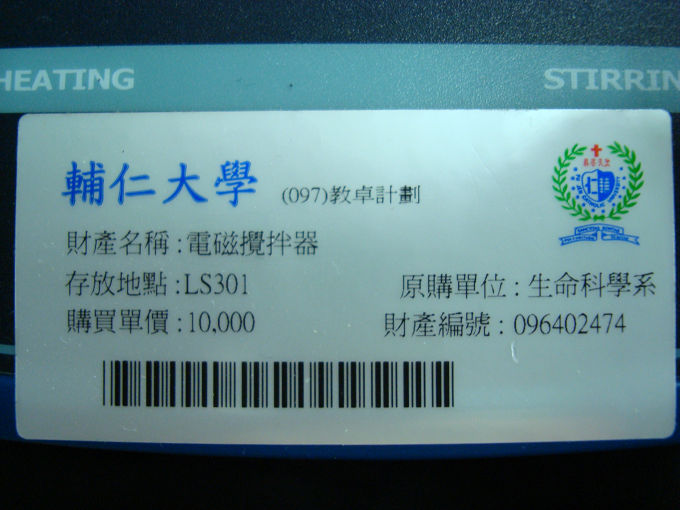 HEATING STIRRIN
輔仁大學 (097)教卓計劃
財產名稱:電磁攪拌器
存放地點:LS301 原購單位:生命科學系
購買單價:10,000 財產編號:096402474